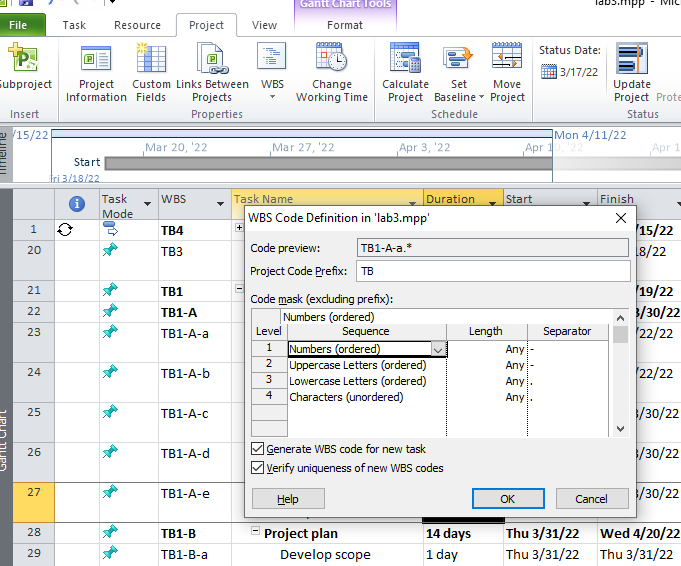 Gantt Chart Tools
lab3.mpp - Mic
File Task Resource Project View Format
Subproject
Project Information
Custom Fields
Links Between Projects
WBS
Change Working Time
Calculate Project
Set Baseline
Move Project
Status Date:
3/17/22
Update Project
Prote
Insert Properties Schedule Status
/15/22 Mon 4/11/22
Timeline
Mar 20, '22 Mar 27, '22 Apr 3, '22 Apr 10, '22 Apr 1
Start
Fri 3/18/22
Task Mode WBS Task Name Duration Start Finish
1 TB4 /15/22
20 TB3 /18/22
21 TB1 /19/22
22 TB1-A 3/30/22
23 TB1-A-a /22/22
24 TB1-A-b /22/22
25 TB1-A-c 3/30/22
26 TB1-A-d 3/30/22
27 TB1-A-e 3/30/22
28 TB1-B Project plan 14 days Thu 3/31/22 Wed 4/20/22
29 TB1-B-a Develop scope 1 day Thu 3/31/22 Thu 3/31/22
Gantt Chart
WBS Code Definition in 'lab3.mpp'
Code preview: TB1-A-a.*
Project Code Prefix: TB
Code mask (excluding prefix):
Numbers (ordered)
Level Sequence Length Separator
1 Numbers (ordered) Any -
2 Uppercase Letters (ordered) Any -
3 Lowercase Letters (ordered) Any .
4 Characters (unordered) Any .
Generate WBS code for new task
Verify uniqueness of new WBS codes
Help OK Cancel